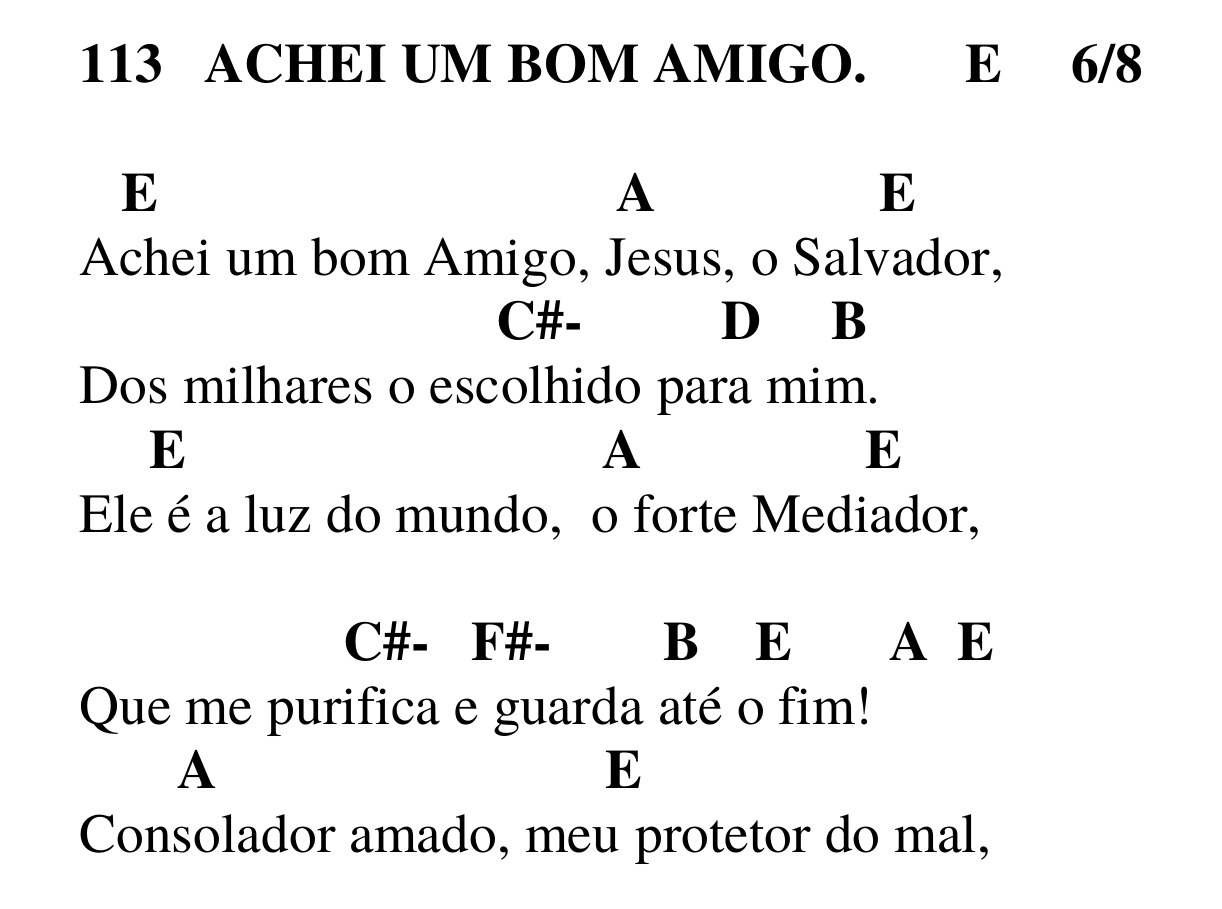 113 ACHEI UM BOM AMIGO. E 6/8
E A E
Achei um bom Amigo, Jesus, o Salvador,
C#- D B
Dos milhares o escolhido para mim.
E A E
Ele é a luz do mundo, o forte Mediador,
C#- F#- B E A E
Que me purifica e guarda até o fim!
A E
Consolador amado, meu protetor do mal,